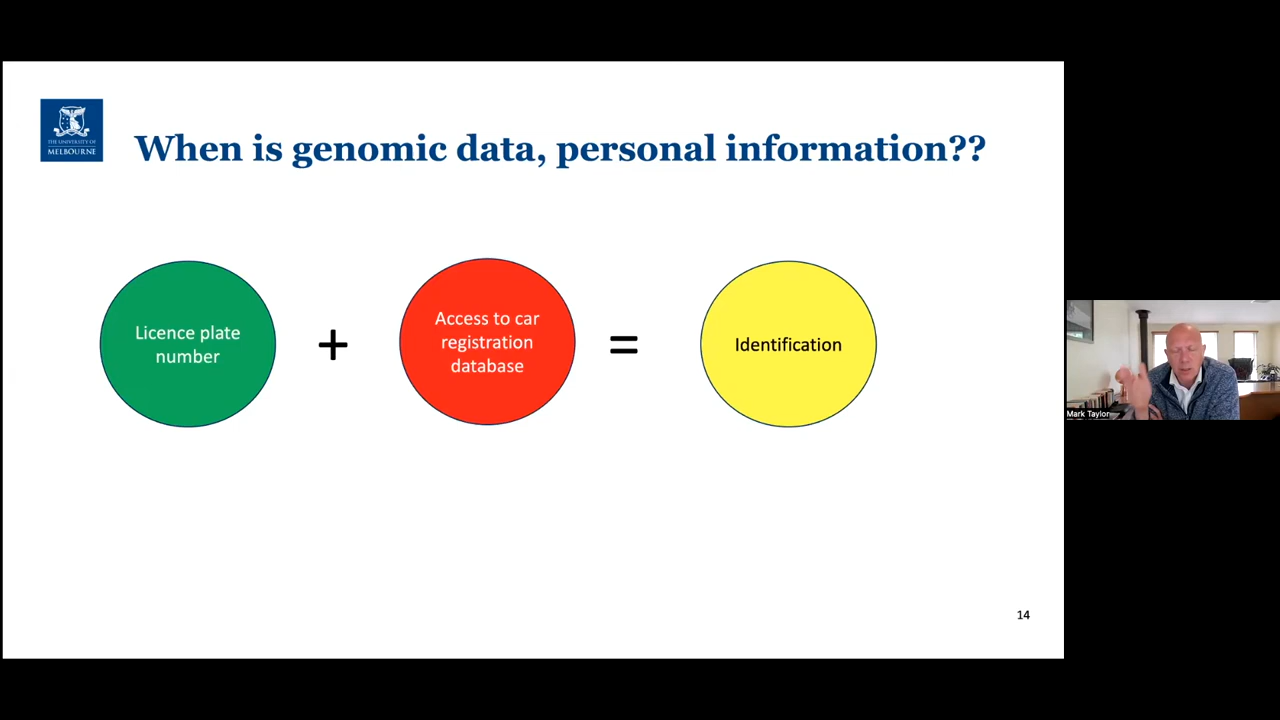 THE UNIVERSITY OF
MELBOURNE
When is genomic data, personal information??
Licence plate
number
+
Access to car
registration
database
=
Identification
14
Mark Taylor